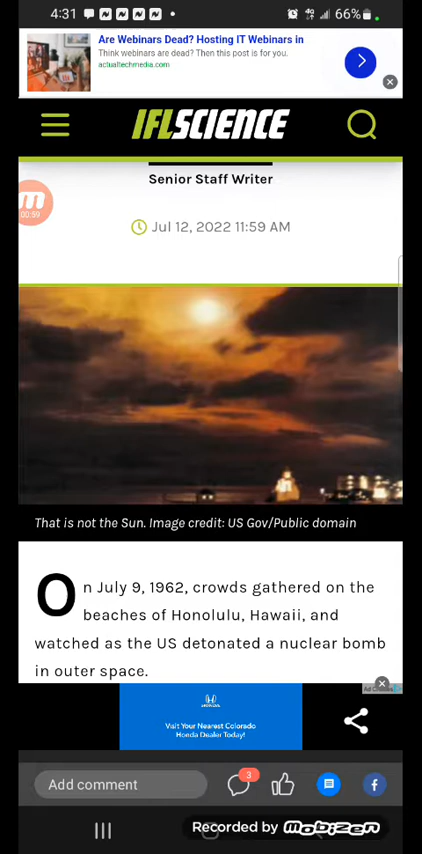 4:31
66%
Are Webinars Dead? Hosting IT Webinars in
Think webinars are dead? Then this post is for you.
actualtechmedia.com
IFLSCIENCE
Senior Staff Writer
00:59
Jul 12, 2022 11:59 AM
That is not the Sun. Image credit: US Gov/Public domain
On July 9, 1962, crowds gathered on the
beaches of Honolulu, Hawaii, and
watched as the US detonated a nuclear bomb
in outer space.
HONDA
Visit Your Nearest Colorado
Honda Dealer Today!
Add comment
3
Recorded by MOBIZEN